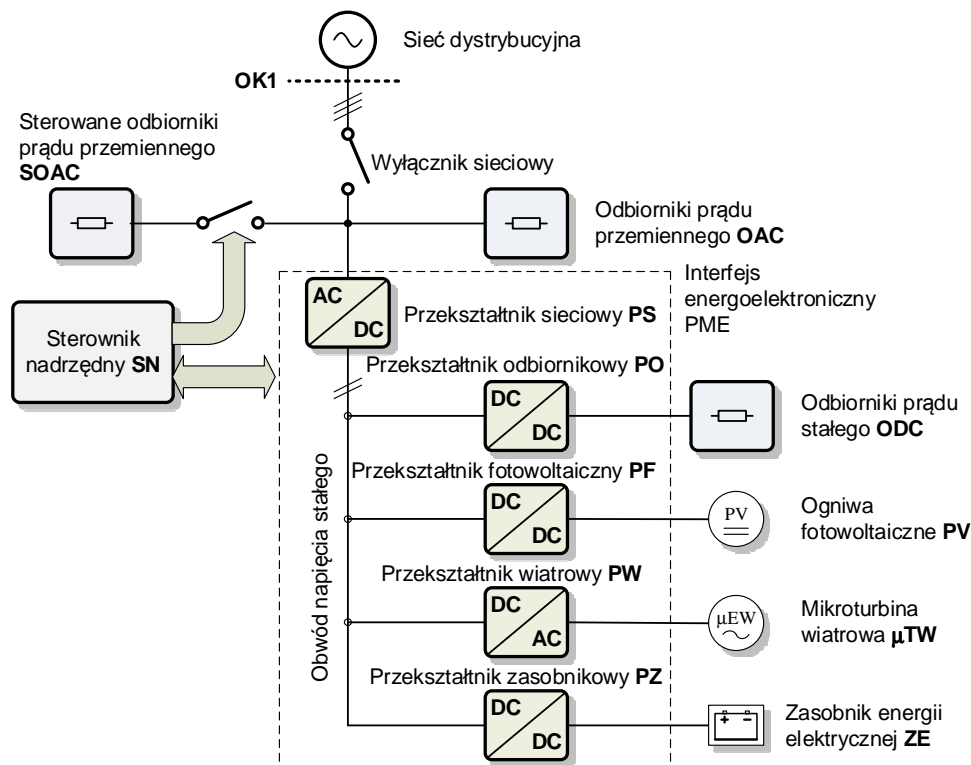 Sieć dystrybucyjna
OK1
Sterowane odbiorniki
prądu przemiennego
SOAC
Wyłącznik sieciowy
Odbiorniki prądu
przemiennego OAC
Interfejs
energoelektroniczny
PME
AC
DC
Przekształtnik sieciowy PS
Sterownik
nadrzędny SN
Przekształtnik odbiornikowy PO
DC
DC
Odbiorniki prądu
stałego ODC
Obwód napięcia stałego
Przekształtnik fotowoltaiczny PF
DC
DC
PV
Ogniwa
fotowoltaiczne PV
Przekształtnik wiatrowy PW
DC
AC
μEW
Mikroturbina
wiatrowa μTW
Przekształtnik zasobnikowy PZ
DC
DC
+ -
Zasobnik energii
elektrycznej ZE